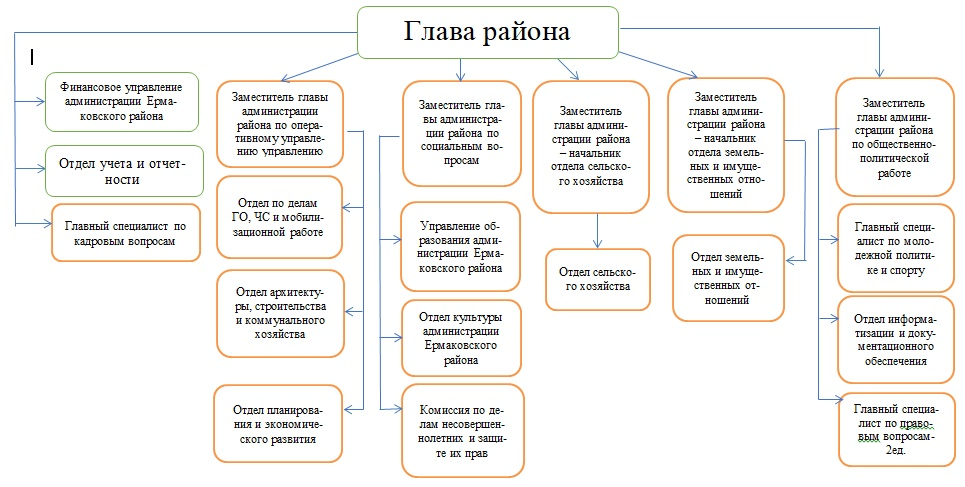 Глава района
Финансовое управление
администрации Ерма-
ковского района
Отдел учета и отчет-
ности
Главный специалист по
кадровым вопросам
Заместитель главы
администрации
района по опера-
тивному управле-
нию управлению
Отдел по делам
ГО, ЧС и мобили-
зационной работе
Отдел архитекту-
ры, строительства
и коммунального
хозяйства
Отдел планирова-
ния и экономиче-
ского развития
Заместитель гла-
вы администра-
ции района по
социальным во-
просам
Управление об-
разования адми-
нистрации Ерма-
ковского района
Отдел культуры
администрации
Ермаковского
района
Комиссия по де-
лам несовершен-
нолетних и защи-
те их прав
Заместитель
главы админи-
страции района
– начальник
отдела сельско-
го хозяйства
Отдел сельско-
го хозяйства
Заместитель
главы админи-
страции района
– начальник
отдела земель-
ных и имуще-
ственных отно-
шений
Отдел земель-
ных и имуще-
ственных от-
ношений
Заместитель
главы админи-
страции района
по общественно-
политической
работе
Главный специ-
алист по моло-
дежной полити-
ке и спорту
Отдел информа-
тизации и доку-
ментационного
обеспечения
Главный специа-
лист по право-
вым вопросам-
2ед.